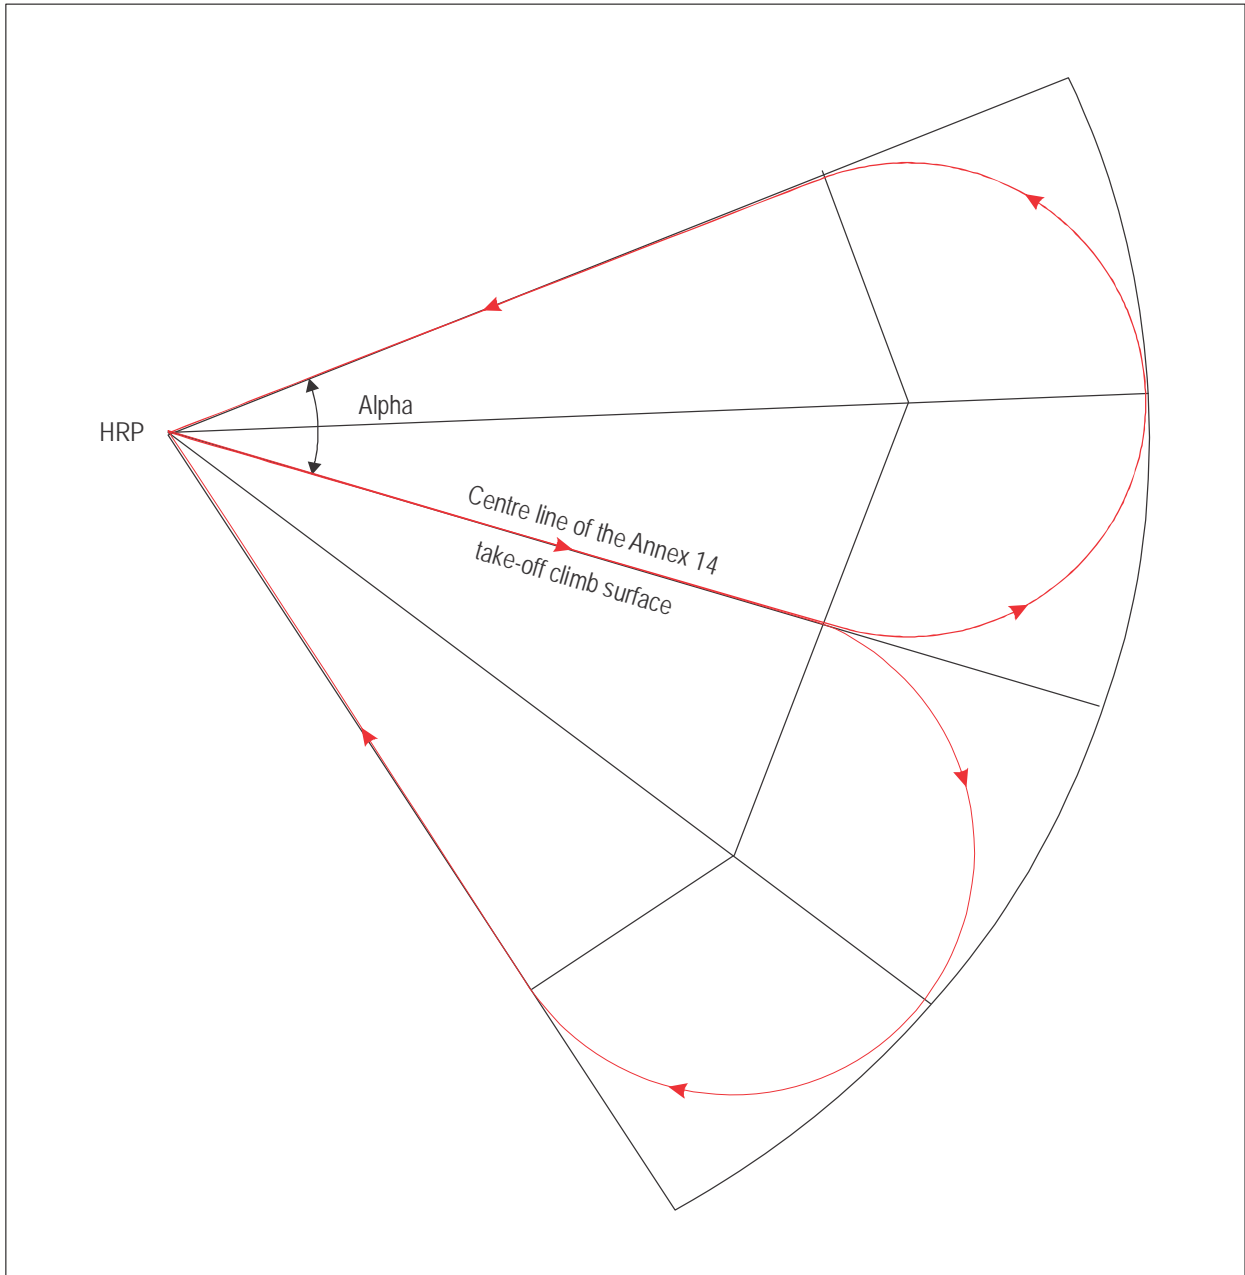 Alpha
HRP
Centre line of the Annex 14
take-off climb surface